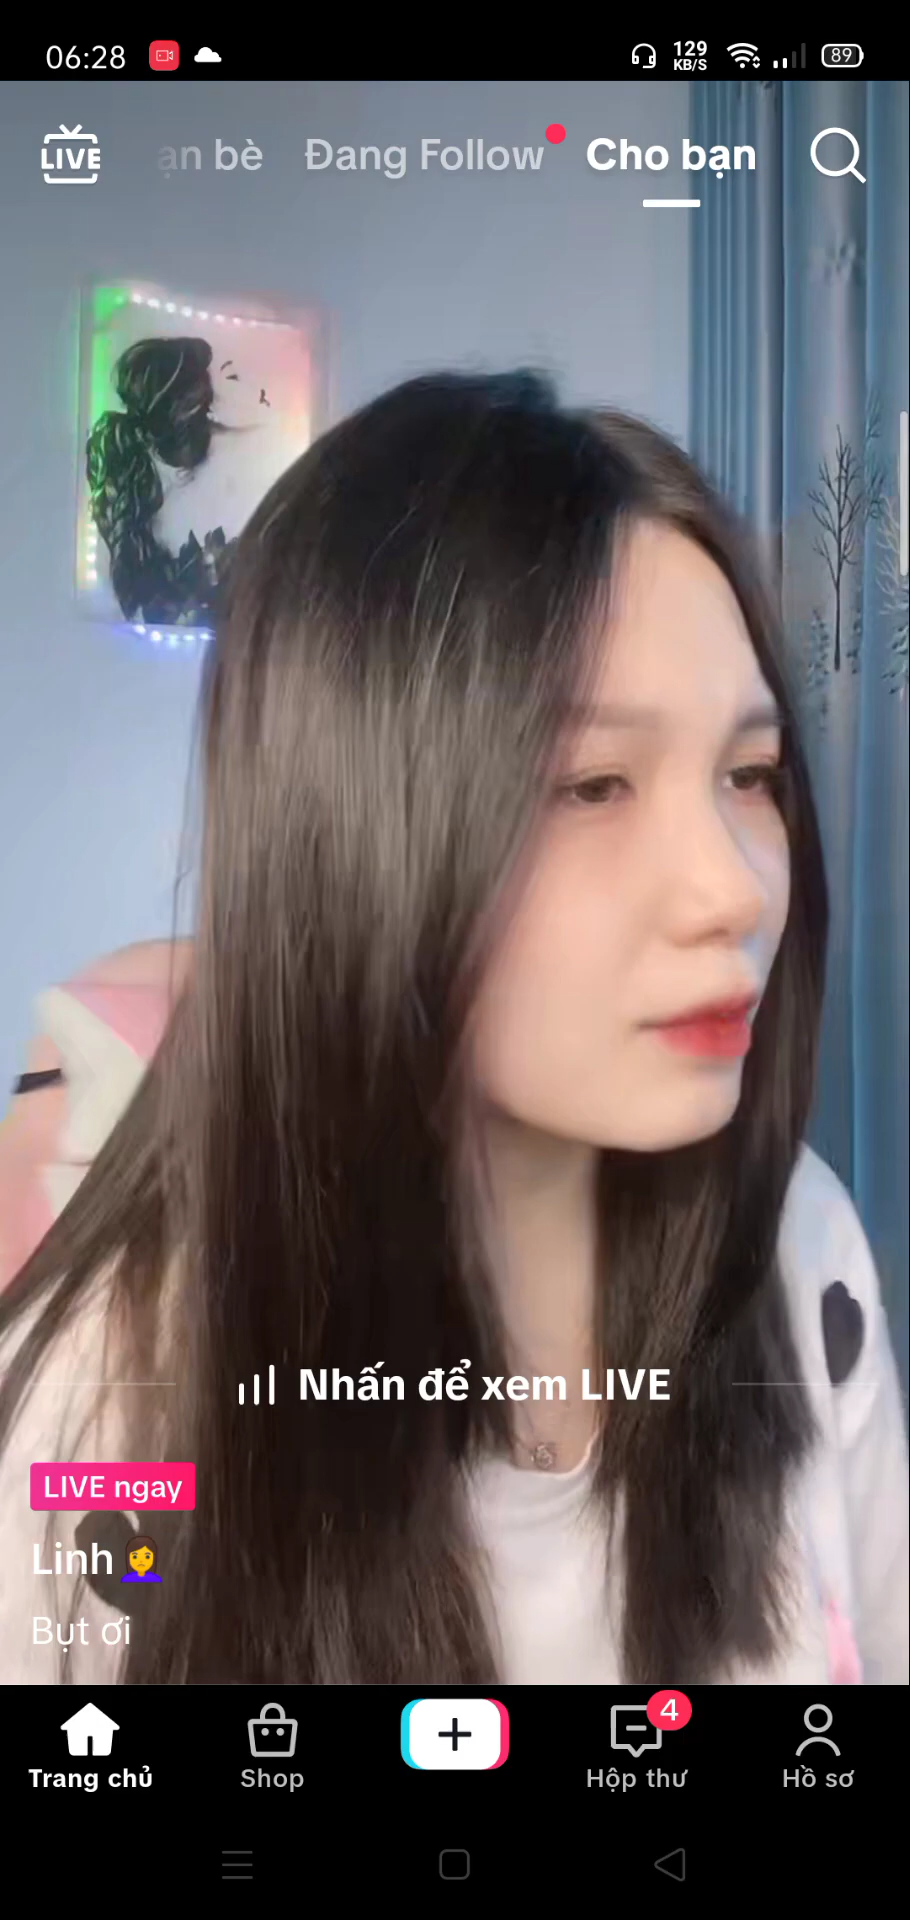 06:28
129
KB/S
89
LIVE
ạn bè
Đang Follow
Cho bạn
Nhấn để xem LIVE
LIVE ngay
Linh🙎‍♀️
Bụt ơi
4
Trang chủ
Shop
Hộp thư
Hồ sơ